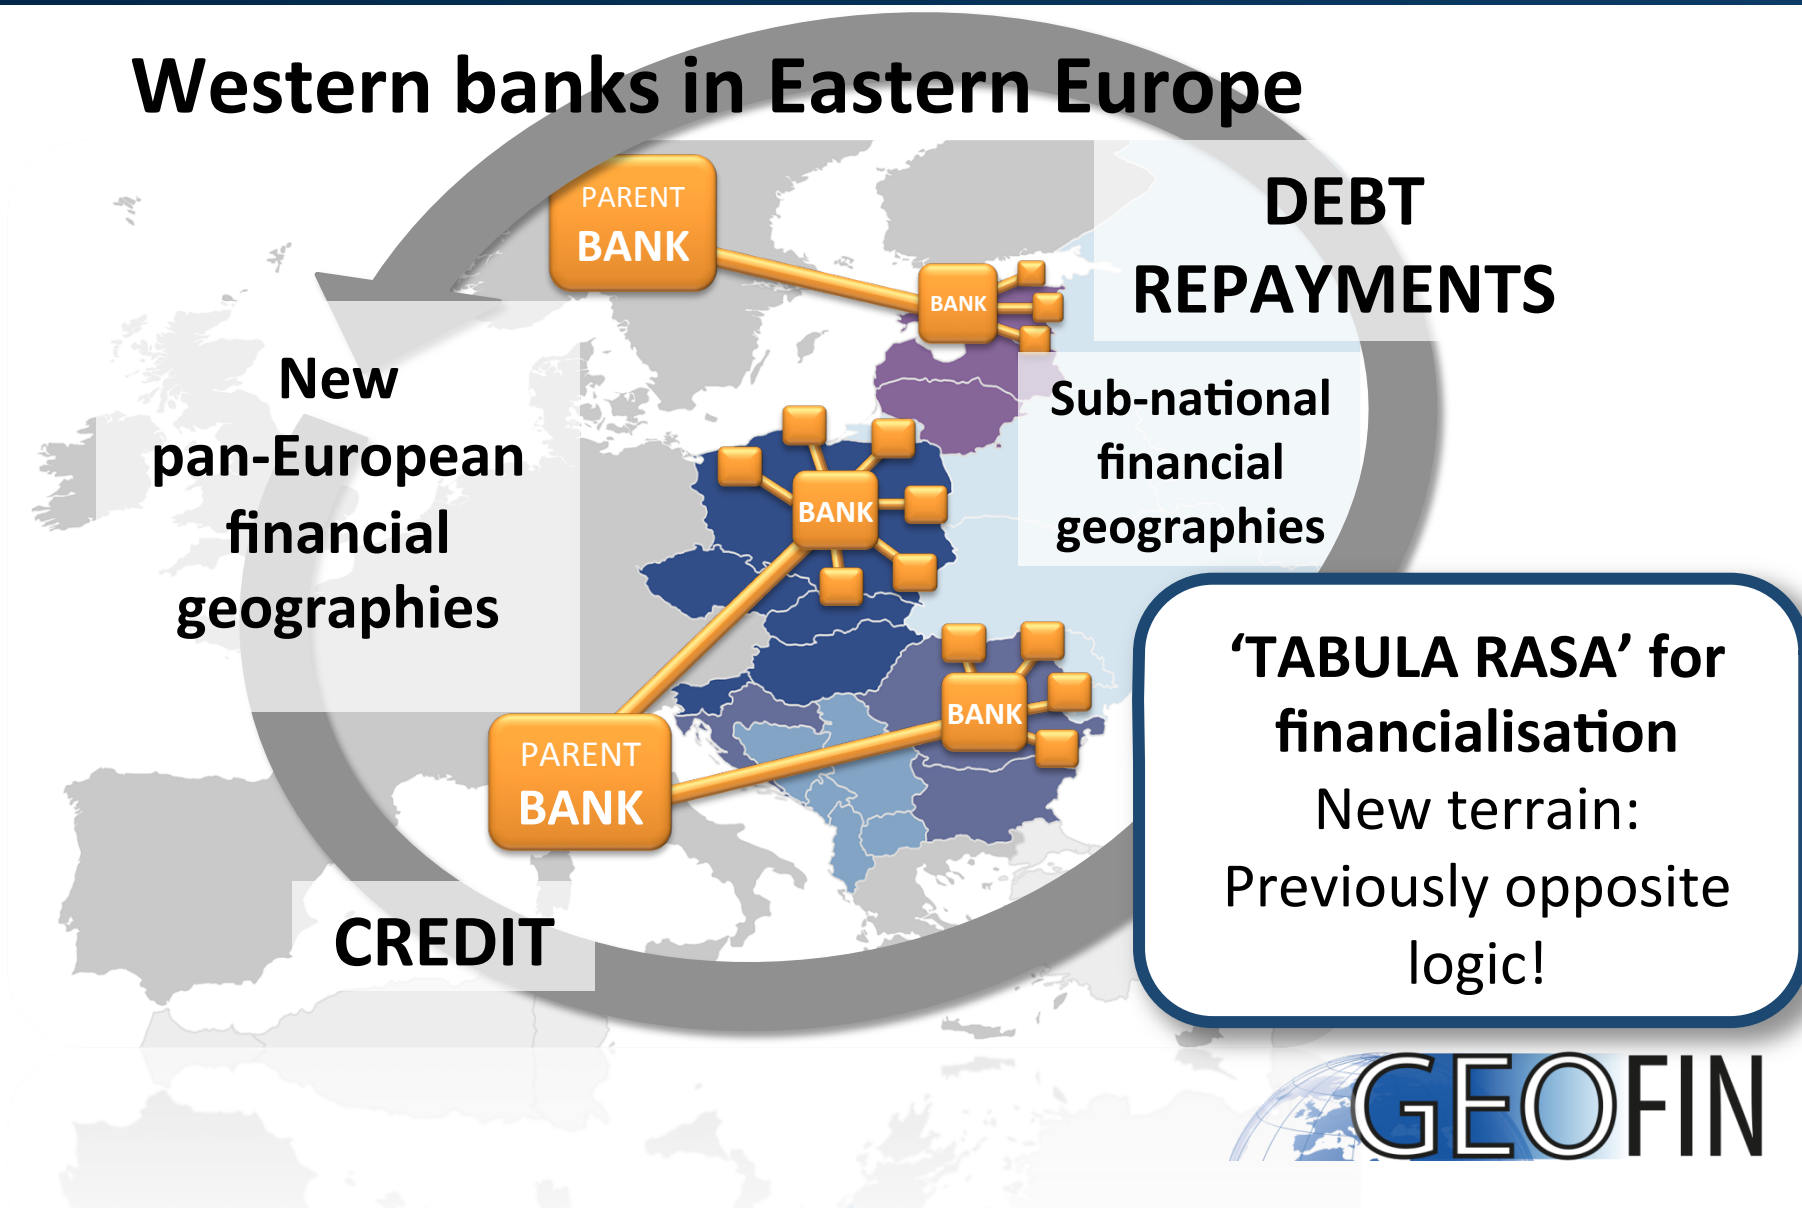 Western banks in Eastern Europe
PARENT
BANK
DEBT
REPAYMENTS
BANK
New
pan-European
financial
geographies
Sub-national
financial
geographies
BANK
‘TABULA RASA’ for
financialisation
New terrain:
Previously opposite
logic!
BANK
PARENT
BANK
CREDIT
GEOFIN